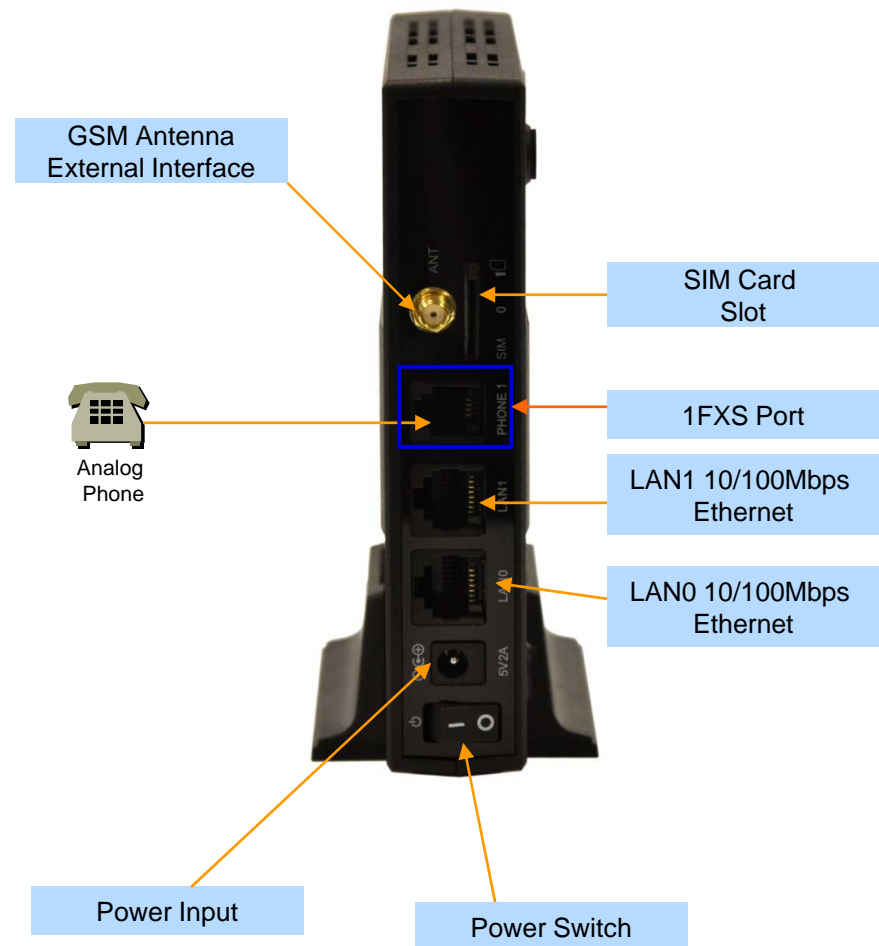 GSM Antenna
External Interface
ANT
SIM Card
Slot
0
SIM
PHONE 1
1FXS Port
Analog
Phone
LAN1
LAN1 10/100Mbps
Ethernet
LAN0
LAN0 10/100Mbps
Ethernet
5V2A
Power Input
Power Switch